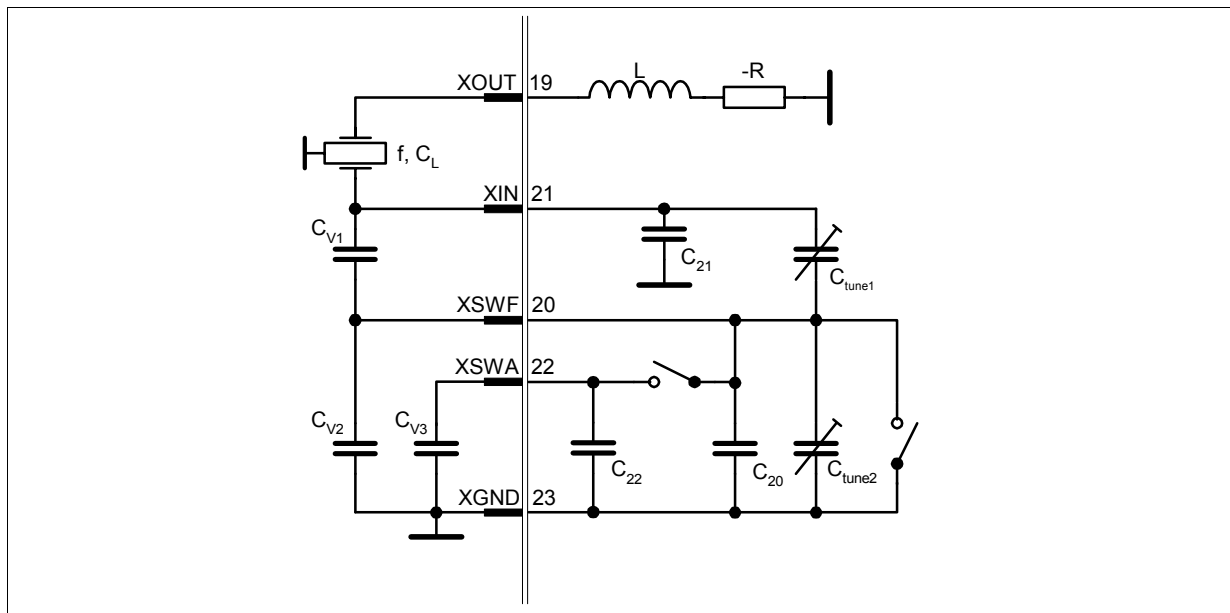 XOUT 19 L -R
f, C_L
XIN 21
C_V1 C_21 C_tune1
XSWF 20
XSWA 22
C_V2 C_V3 C_22 C_20 C_tune2
XGND 23